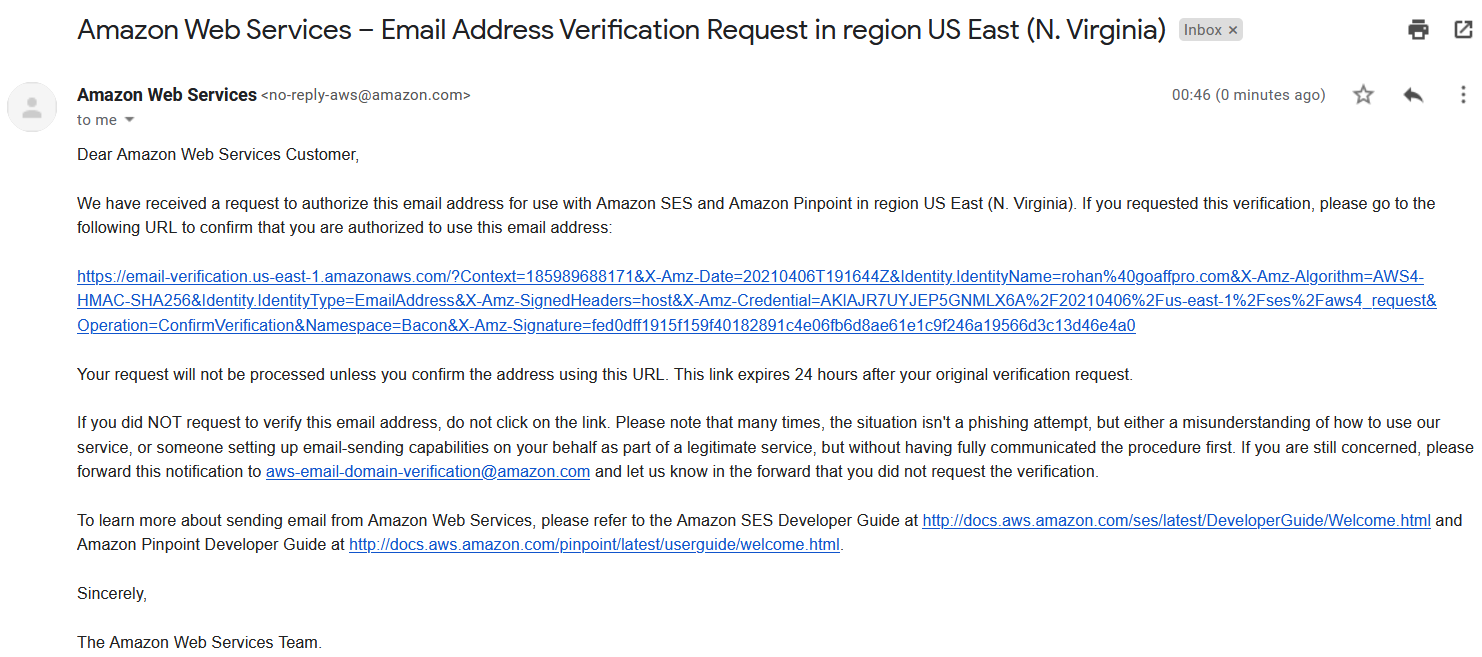 Amazon Web Services – Email Address Verification Request in region US East (N. Virginia) Inbox ×
Amazon Web Services <no-reply-aws@amazon.com> 00:46 (0 minutes ago)
to me
Dear Amazon Web Services Customer,
We have received a request to authorize this email address for use with Amazon SES and Amazon Pinpoint in region US East (N. Virginia). If you requested this verification, please go to the
following URL to confirm that you are authorized to use this email address:
https://email-verification.us-east-1.amazonaws.com/?Context=185989688171&X-Amz-Date=20210406T191644Z&Identity.IdentityName=rohan%40goaffpro.com&X-Amz-Algorithm=AWS4-
HMAC-SHA256&Identity.IdentityType=EmailAddress&X-Amz-SignedHeaders=host&X-Amz-Credential=AKIAJR7UYJEP5GNMLX6A%2F20210406%2Fus-east-1%2Fses%2Faws4_request&
Operation=ConfirmVerification&Namespace=Bacon&X-Amz-Signature=fed0dff1915f159f40182891c4e06fb6d8ae61e1c9f246a19566d3c13d46e4a0
Your request will not be processed unless you confirm the address using this URL. This link expires 24 hours after your original verification request.
If you did NOT request to verify this email address, do not click on the link. Please note that many times, the situation isn't a phishing attempt, but either a misunderstanding of how to use our
service, or someone setting up email-sending capabilities on your behalf as part of a legitimate service, but without having fully communicated the procedure first. If you are still concerned, please
forward this notification to aws-email-domain-verification@amazon.com and let us know in the forward that you did not request the verification.
To learn more about sending email from Amazon Web Services, please refer to the Amazon SES Developer Guide at http://docs.aws.amazon.com/ses/latest/DeveloperGuide/Welcome.html and
Amazon Pinpoint Developer Guide at http://docs.aws.amazon.com/pinpoint/latest/userguide/welcome.html.
Sincerely,
The Amazon Web Services Team.